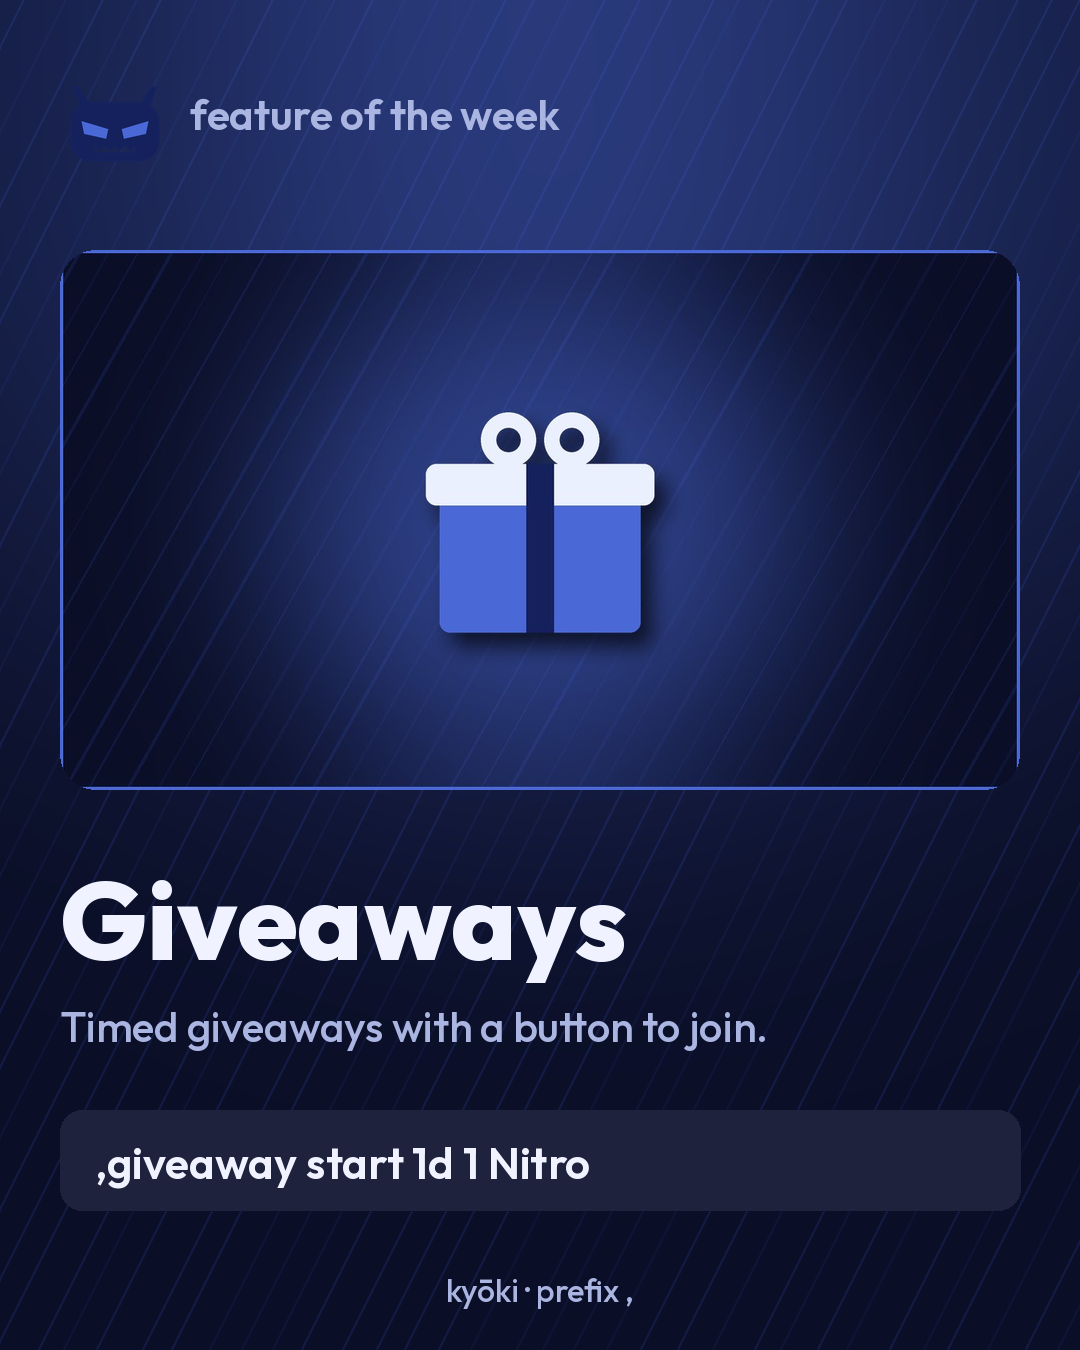 feature of the week
Giveaways
Timed giveaways with a button to join.
,giveaway start 1d 1 Nitro
kyōki · prefix ,